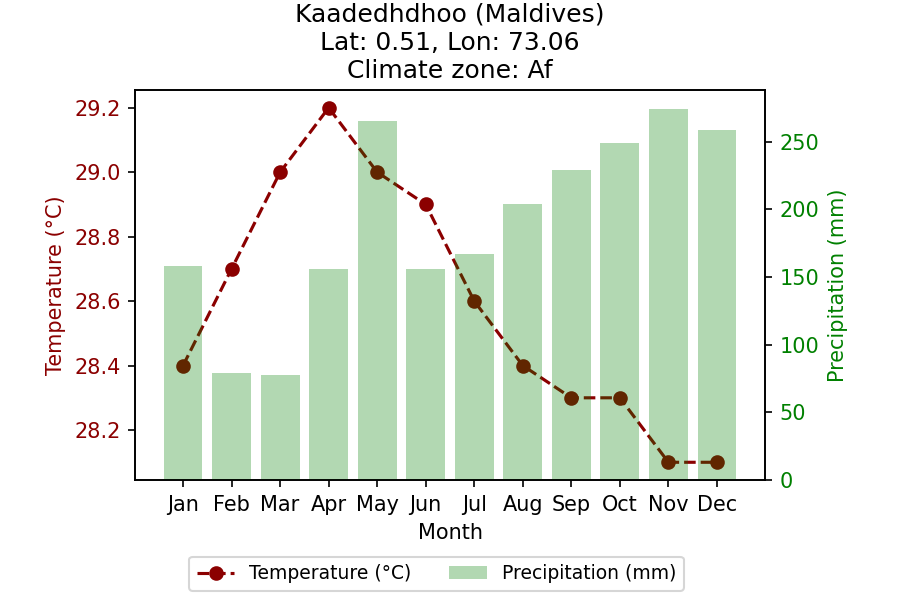 Kaadedhdhoo (Maldives)
Lat: 0.51, Lon: 73.06
Climate zone: Af
29.2
29.0
28.8
28.6
28.4
28.2
Temperature (°C)
250
200
150
100
50
0
Precipitation (mm)
Jan Feb Mar Apr May Jun Jul Aug Sep Oct Nov Dec
Month
Temperature (°C) Precipitation (mm)